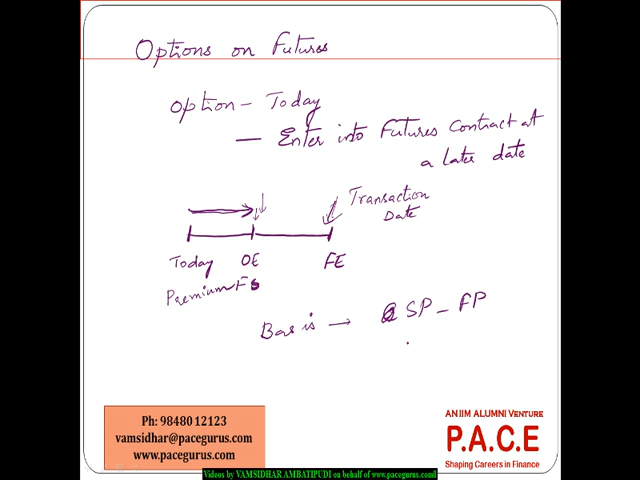 Options on Futures
Option - Today
- Enter into Futures Contract at
a later date
Transaction
Date
Today OE FE
Premium
Basis → SP - FP
Ph: 98480 12123
vamsidhar@pacegurus.com
www.pacegurus.com
AN IIM ALUMNI VENTURE
P.A.C.E
Shaping Careers in Finance
Videos by VAMSIDHAR AMBATIPUDI on behalf of www.pacegurus.com